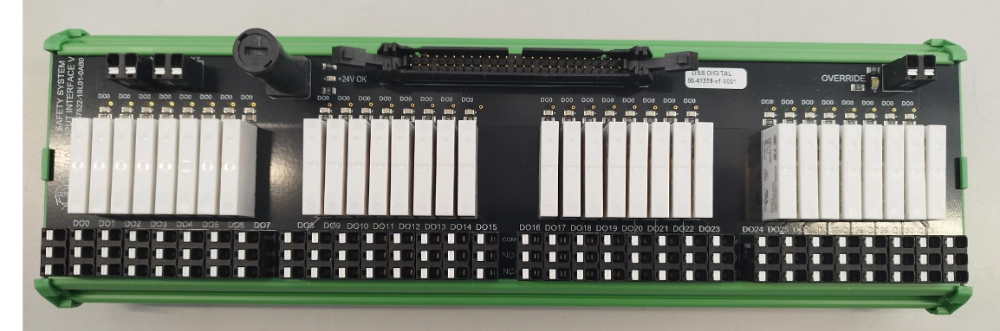 SAFETY SYSTEM
INTERFACE V
7522-1BL01-0AB0
+24V OK
DSS DIGITAL
00-41359-e1-0001
OVERRIDE
DO0 DO0 DO0 DO0 DO0 DO0 DO0 DO0
DO0 DO0 DO0 DO0 DO0 DO0 DO0 DO0
DO0 DO0 DO0 DO0 DO0 DO0 DO0 DO0
DO0 DO0 DO0 DO0 DO0 DO0 DO0 DO0
DO0 DO1 DO2 DO3 DO4 DO5 DO6 DO7
DO8 DO9 DO10 DO11 DO12 DO13 DO14 DO15
DO16 DO17 DO18 DO19 DO20 DO21 DO22 DO23
DO24 DO25
COM
NO
NC